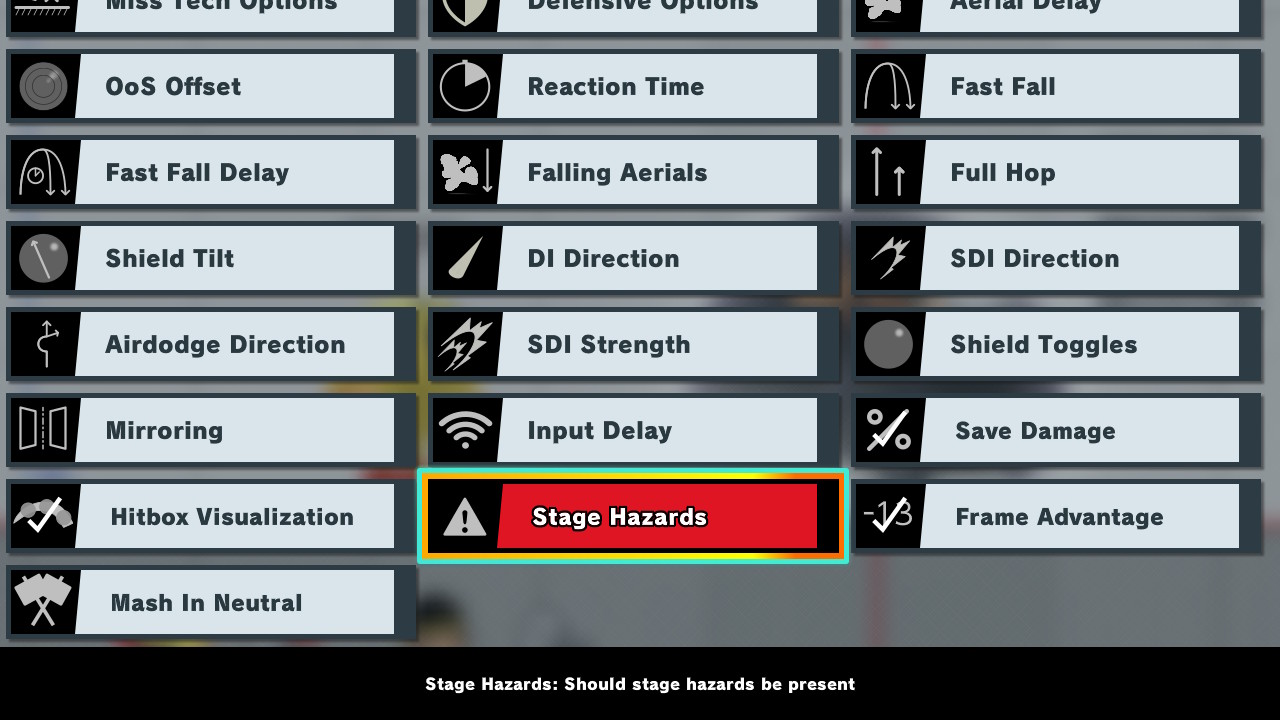 Miss Tech Options
Defensive Options
Aerial Delay
OoS Offset
Reaction Time
Fast Fall
Fast Fall Delay
Falling Aerials
Full Hop
Shield Tilt
DI Direction
SDI Direction
Airdodge Direction
SDI Strength
Shield Toggles
Mirroring
Input Delay
Save Damage
Hitbox Visualization
Stage Hazards
-13
Frame Advantage
Mash In Neutral
Stage Hazards: Should stage hazards be present